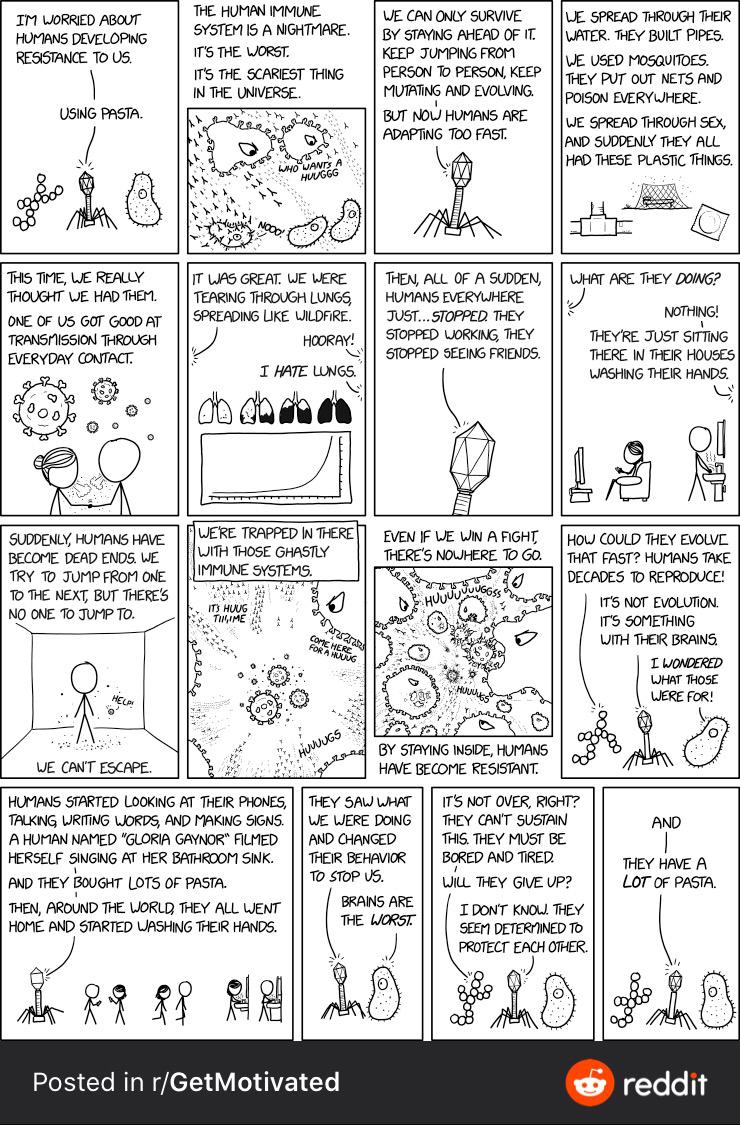 I'M WORRIED ABOUT
HUMANS DEVELOPING
RESISTANCE TO US.
USING PASTA.
THE HUMAN IMMUNE
SYSTEM IS A NIGHTMARE.
IT'S THE WORST.
IT'S THE SCARIEST THING
IN THE UNIVERSE.
WHO WANTS A
HUUGGG
NOOO!
WE CAN ONLY SURVIVE
BY STAYING AHEAD OF IT.
KEEP JUMPING FROM
PERSON TO PERSON, KEEP
MUTATING AND EVOLVING.
BUT NOW HUMANS ARE
ADAPTING TOO FAST.
WE SPREAD THROUGH THEIR
WATER. THEY BUILT PIPES.
WE USED MOSQUITOES.
THEY PUT OUT NETS AND
POISON EVERYWHERE.
WE SPREAD THROUGH SEX,
AND SUDDENLY THEY ALL
HAD THESE PLASTIC THINGS.
THIS TIME, WE REALLY
THOUGHT WE HAD THEM.
ONE OF US GOT GOOD AT
TRANSMISSION THROUGH
EVERYDAY CONTACT.
IT WAS GREAT. WE WERE
TEARING THROUGH LUNGS,
SPREADING LIKE WILDFIRE.
HOORAY!
I HATE LUNGS.
THEN, ALL OF A SUDDEN,
HUMANS EVERYWHERE
JUST...STOPPED. THEY
STOPPED WORKING, THEY
STOPPED SEEING FRIENDS.
WHAT ARE THEY DOING?
NOTHING!
THEY'RE JUST SITTING
THERE IN THEIR HOUSES
WASHING THEIR HANDS.
SUDDENLY, HUMANS HAVE
BECOME DEAD ENDS. WE
TRY TO JUMP FROM ONE
TO THE NEXT, BUT THERE'S
NO ONE TO JUMP TO.
HELP!
WE CAN'T ESCAPE.
WE'RE TRAPPED IN THERE
WITH THOSE GHASTLY
IMMUNE SYSTEMS.
IT'S HUUG
TIIIIME
COME HERE
FOR A HUUUG
HUUUUGS
EVEN IF WE WIN A FIGHT,
THERE'S NOWHERE TO GO.
HUUUUUUGGSS
HUUUUGS
BY STAYING INSIDE, HUMANS
HAVE BECOME RESISTANT.
HOW COULD THEY EVOLVE
THAT FAST? HUMANS TAKE
DECADES TO REPRODUCE!
IT'S NOT EVOLUTION.
IT'S SOMETHING
WITH THEIR BRAINS.
I WONDERED
WHAT THOSE
WERE FOR!
HUMANS STARTED LOOKING AT THEIR PHONES,
TALKING, WRITING WORDS, AND MAKING SIGNS.
A HUMAN NAMED "GLORIA GAYNOR" FILMED
HERSELF SINGING AT HER BATHROOM SINK.
AND THEY BOUGHT LOTS OF PASTA.
THEN, AROUND THE WORLD, THEY ALL WENT
HOME AND STARTED WASHING THEIR HANDS.
THEY SAW WHAT
WE WERE DOING
AND CHANGED
THEIR BEHAVIOR
TO STOP US.
BRAINS ARE
THE WORST.
IT'S NOT OVER, RIGHT?
THEY CAN'T SUSTAIN
THIS. THEY MUST BE
BORED AND TIRED.
WILL THEY GIVE UP?
I DON'T KNOW. THEY
SEEM DETERMINED TO
PROTECT EACH OTHER.
AND
THEY HAVE A
LOT OF PASTA.
Posted in r/GetMotivated
reddit